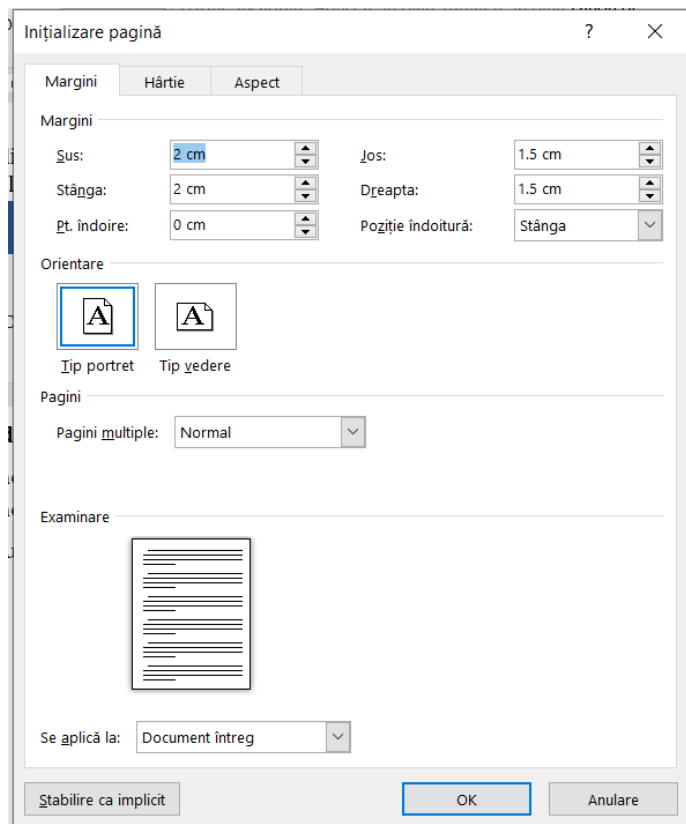 Inițializare pagină ?
Margini Hârtie Aspect
Margini
Sus: 2 cm Jos: 1.5 cm
Stânga: 2 cm Dreapta: 1.5 cm
Pt. îndoire: 0 cm Poziție îndoitură: Stânga
Orientare
A A
Tip portret Tip vedere
Pagini
Pagini multiple: Normal
Examinare
Se aplică la: Document întreg
Stabilire ca implicit OK Anulare